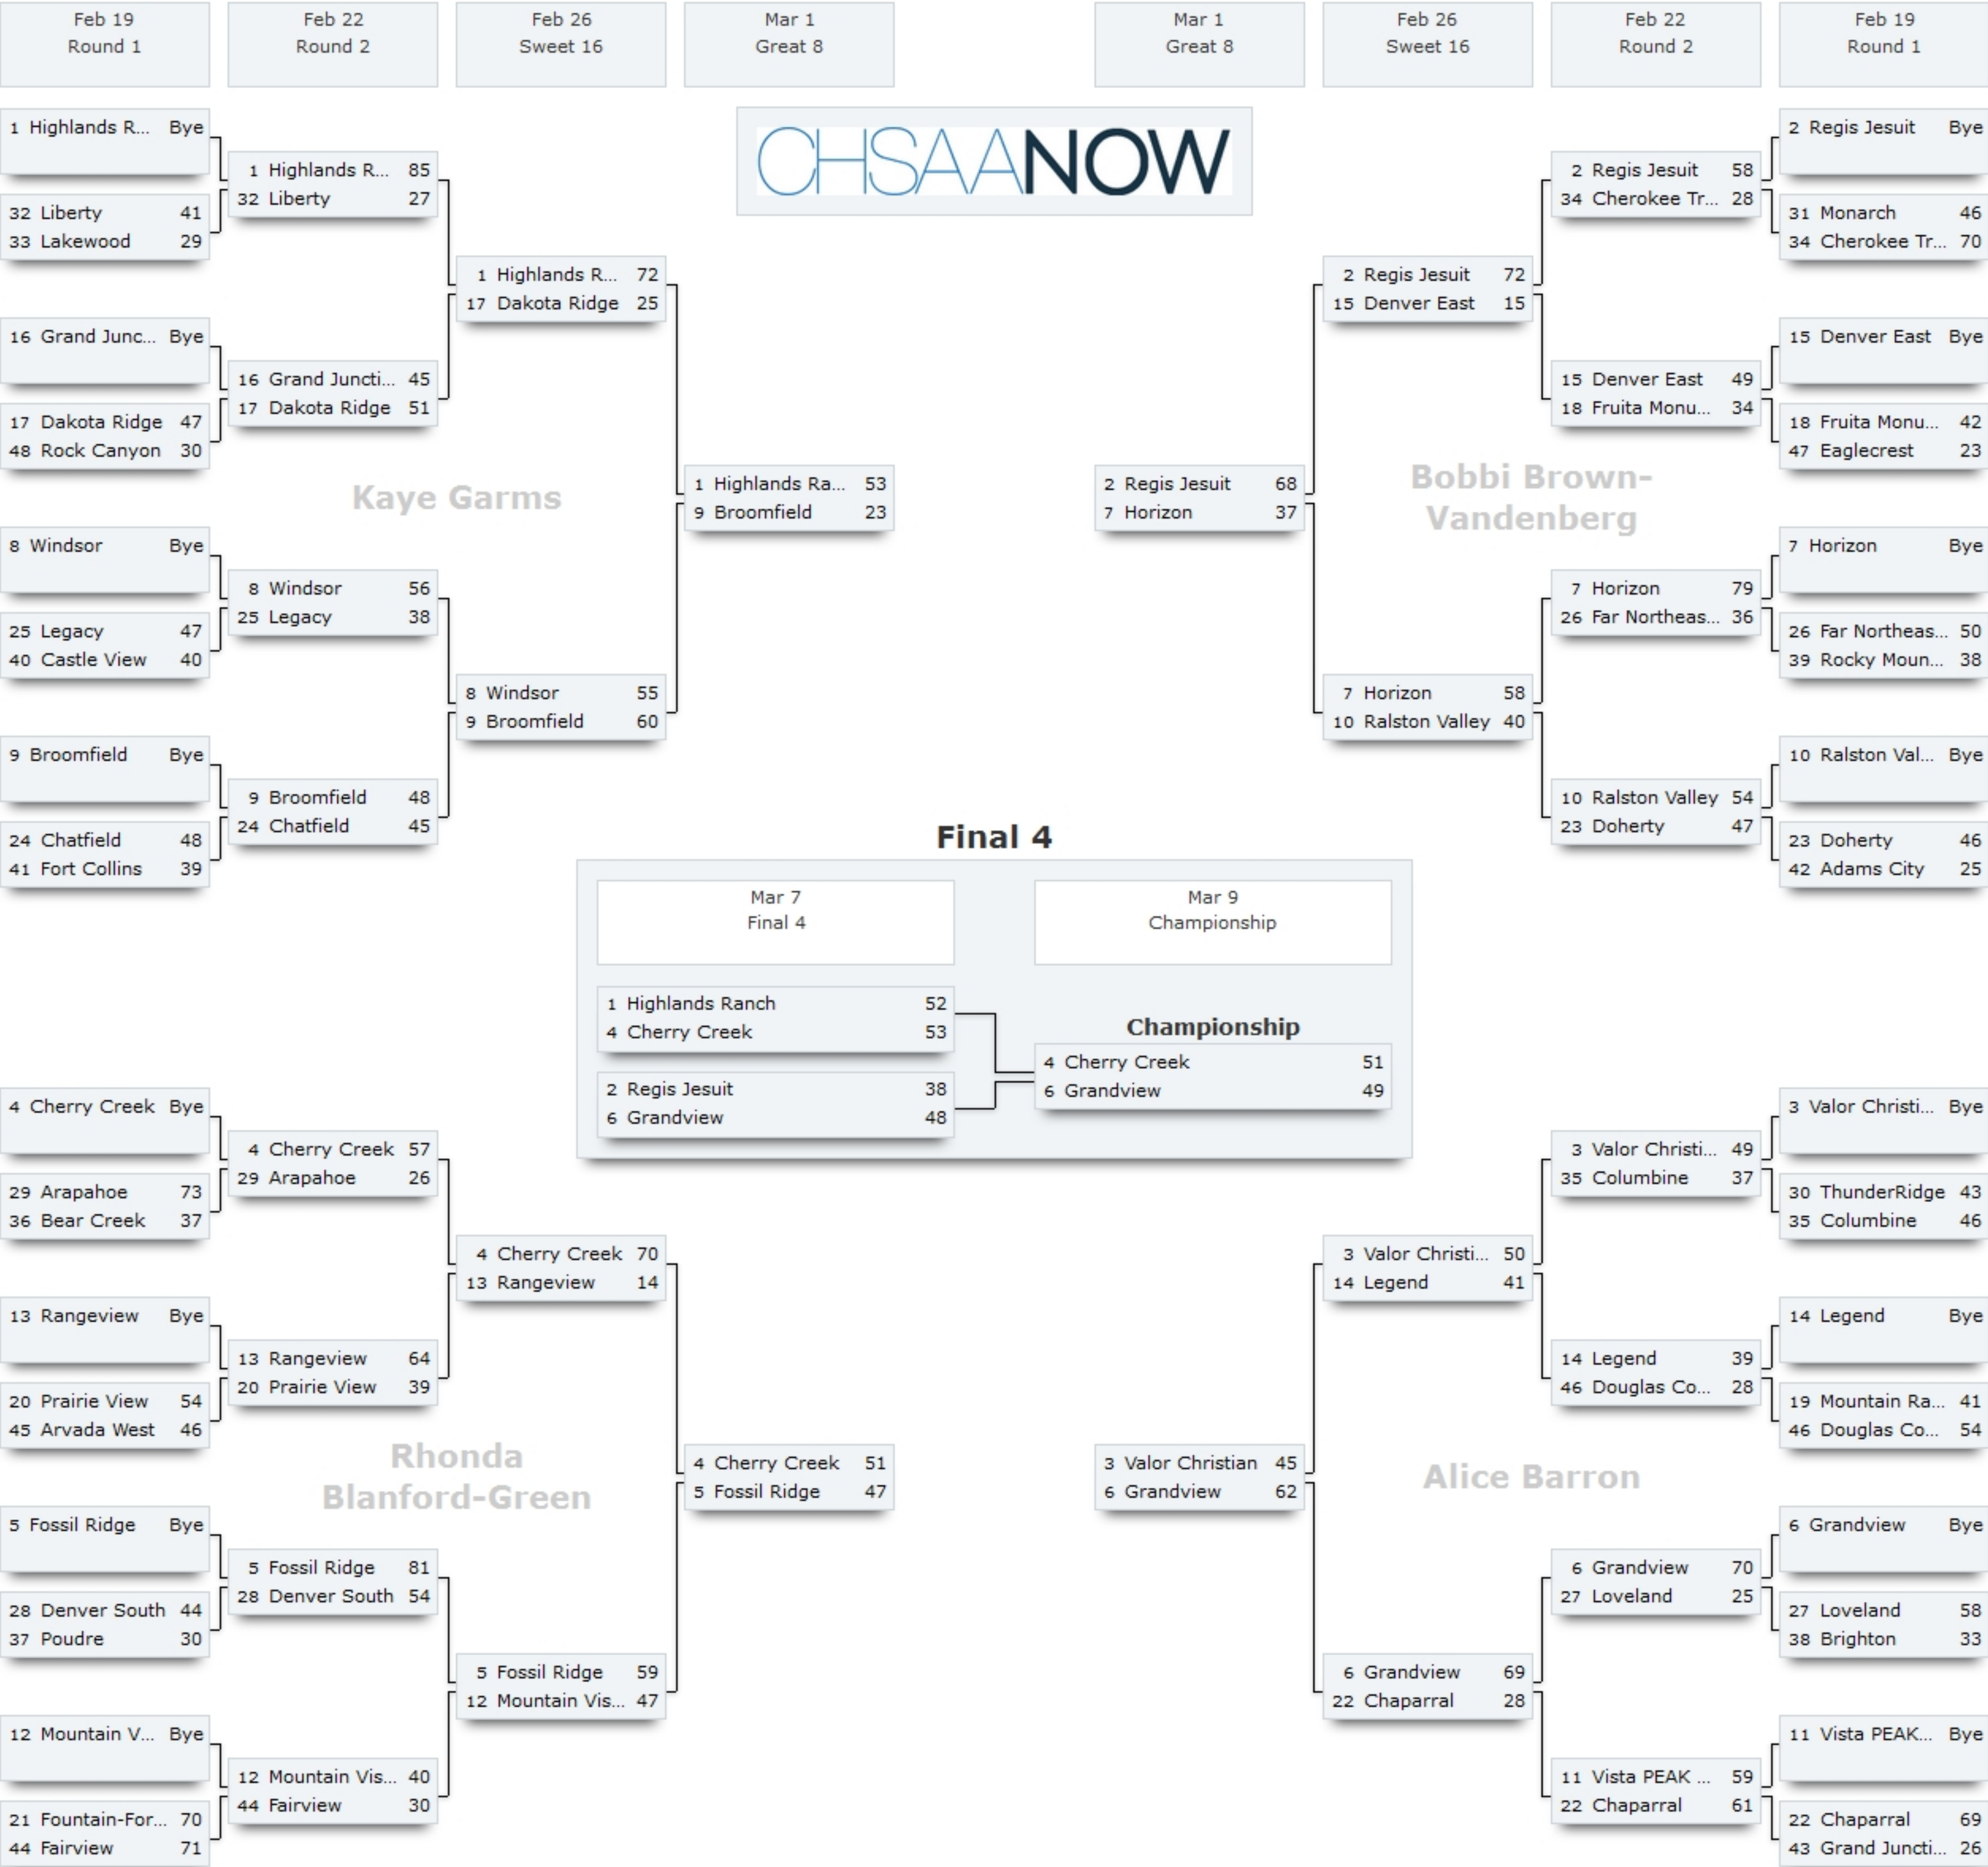 Feb 19
Round 1
Feb 22
Round 2
Feb 26
Sweet 16
Mar 1
Great 8
Mar 1
Great 8
Feb 26
Sweet 16
Feb 22
Round 2
Feb 19
Round 1
CHSAANOW
1 Highlands R... Bye
32 Liberty 41
33 Lakewood 29
16 Grand Junc... Bye
17 Dakota Ridge 47
48 Rock Canyon 30
8 Windsor Bye
25 Legacy 47
40 Castle View 40
9 Broomfield Bye
24 Chatfield 48
41 Fort Collins 39
1 Highlands R... 85
32 Liberty 27
16 Grand Juncti... 45
17 Dakota Ridge 51
8 Windsor 56
25 Legacy 38
9 Broomfield 48
24 Chatfield 45
1 Highlands R... 72
17 Dakota Ridge 25
8 Windsor 55
9 Broomfield 60
Kaye Garms
1 Highlands Ra... 53
9 Broomfield 23
2 Regis Jesuit 68
7 Horizon 37
Bobbi Brown-
Vandenberg
2 Regis Jesuit 72
15 Denver East 15
7 Horizon 58
10 Ralston Valley 40
2 Regis Jesuit 58
34 Cherokee Tr... 28
15 Denver East 49
18 Fruita Monu... 34
7 Horizon 79
26 Far Northeas... 36
10 Ralston Valley 54
23 Doherty 47
2 Regis Jesuit Bye
31 Monarch 46
34 Cherokee Tr... 70
15 Denver East Bye
18 Fruita Monu... 42
47 Eaglecrest 23
7 Horizon Bye
26 Far Northeas... 50
39 Rocky Moun... 38
10 Ralston Val... Bye
23 Doherty 46
42 Adams City 25
Final 4
Mar 7
Final 4
Mar 9
Championship
1 Highlands Ranch 52
4 Cherry Creek 53
2 Regis Jesuit 38
6 Grandview 48
Championship
4 Cherry Creek 51
6 Grandview 49
4 Cherry Creek Bye
29 Arapahoe 73
36 Bear Creek 37
13 Rangeview Bye
20 Prairie View 54
45 Arvada West 46
5 Fossil Ridge Bye
28 Denver South 44
37 Poudre 30
12 Mountain V... Bye
21 Fountain-For... 70
44 Fairview 71
4 Cherry Creek 57
29 Arapahoe 26
13 Rangeview 64
20 Prairie View 39
5 Fossil Ridge 81
28 Denver South 54
12 Mountain Vis... 40
44 Fairview 30
4 Cherry Creek 70
13 Rangeview 14
5 Fossil Ridge 59
12 Mountain Vis... 47
Rhonda
Blanford-Green
4 Cherry Creek 51
5 Fossil Ridge 47
3 Valor Christian 45
6 Grandview 62
Alice Barron
3 Valor Christi... 50
14 Legend 41
6 Grandview 69
22 Chaparral 28
3 Valor Christi... 49
35 Columbine 37
14 Legend 39
46 Douglas Co... 28
6 Grandview 70
27 Loveland 25
11 Vista PEAK ... 59
22 Chaparral 61
3 Valor Christi... Bye
30 ThunderRidge 43
35 Columbine 46
14 Legend Bye
19 Mountain Ra... 41
46 Douglas Co... 54
6 Grandview Bye
27 Loveland 58
38 Brighton 33
11 Vista PEAK... Bye
22 Chaparral 69
43 Grand Juncti... 26